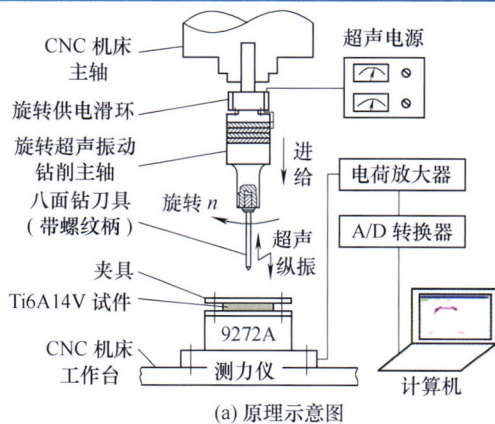 CNC 机床
主轴
超声电源
旋转供电滑环
旋转超声振动
钻削主轴
进
给
电荷放大器
八面钻刀具
(带螺纹柄)
旋转 n
超声
纵振
A/D 转换器
夹具
Ti6A14V 试件
9272A
CNC 机床
工作台
测力仪
计算机
(a) 原理示意图